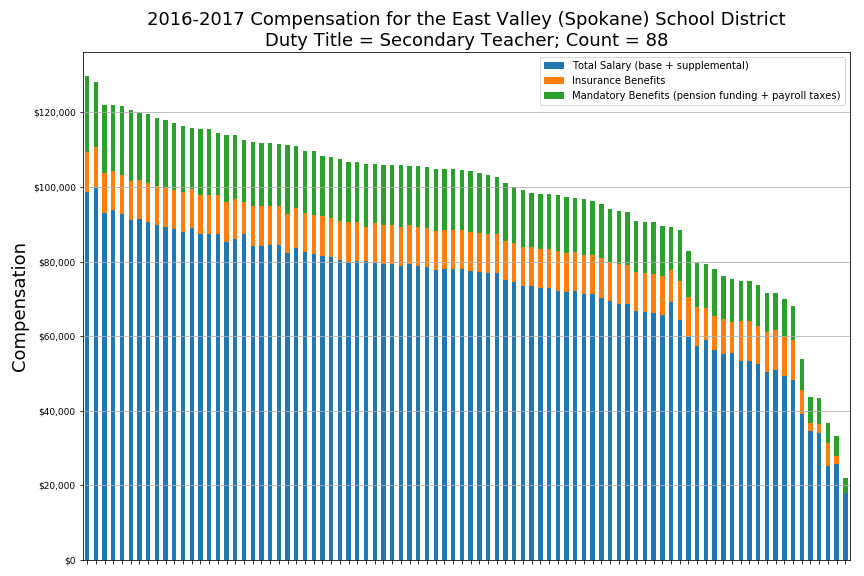 2016-2017 Compensation for the East Valley (Spokane) School District
Duty Title = Secondary Teacher; Count = 88
Total Salary (base + supplemental)
Insurance Benefits
Mandatory Benefits (pension funding + payroll taxes)
Compensation
$120,000
$100,000
$80,000
$60,000
$40,000
$20,000
$0